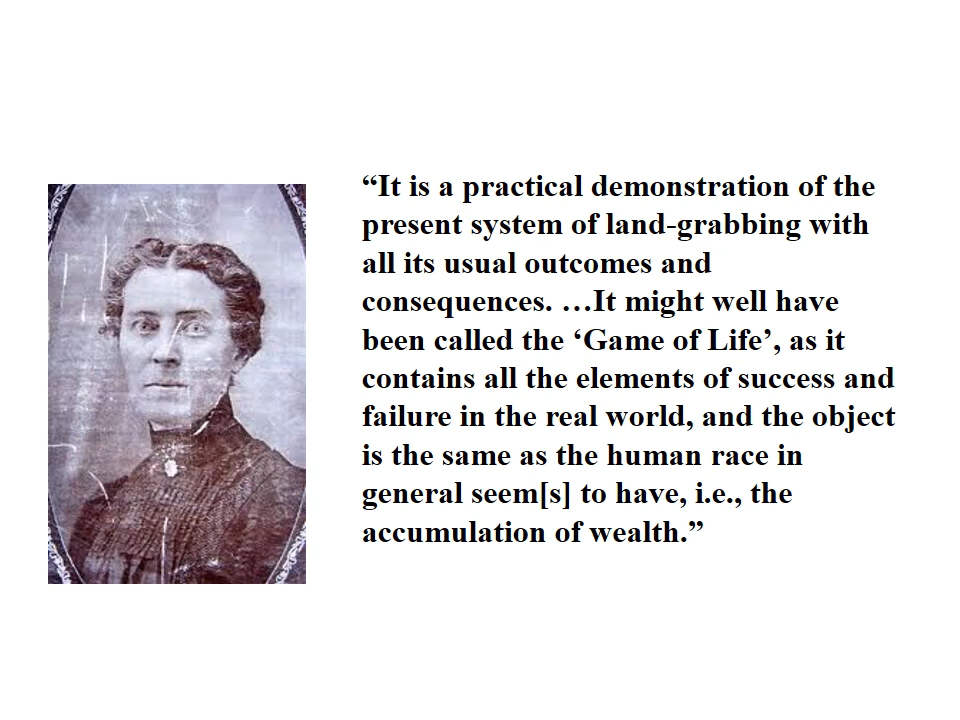 “It is a practical demonstration of the
present system of land-grabbing with
all its usual outcomes and
consequences. …It might well have
been called the ‘Game of Life’, as it
contains all the elements of success and
failure in the real world, and the object
is the same as the human race in
general seem[s] to have, i.e., the
accumulation of wealth.”